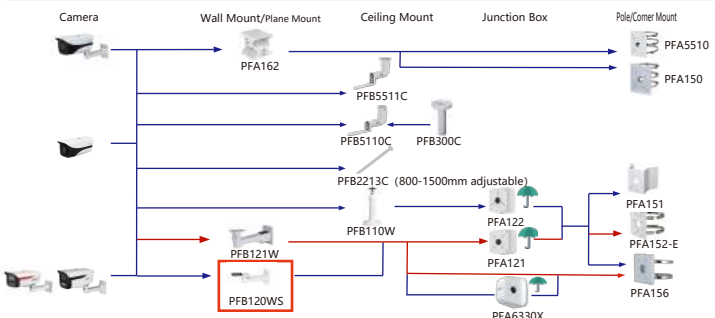 Camera
Wall Mount/Plane Mount
Ceiling Mount
Junction Box
Pole/Corner Mount
PFA162
PFA5510
PFA150
PFB5511C
PFB5110C
PFB300C
PFB2213C (800-1500mm adjustable)
PFB110W
PFA122
PFA151
PFB121W
PFA121
PFA152-E
PFB120WS
PFA6330X
PFA156